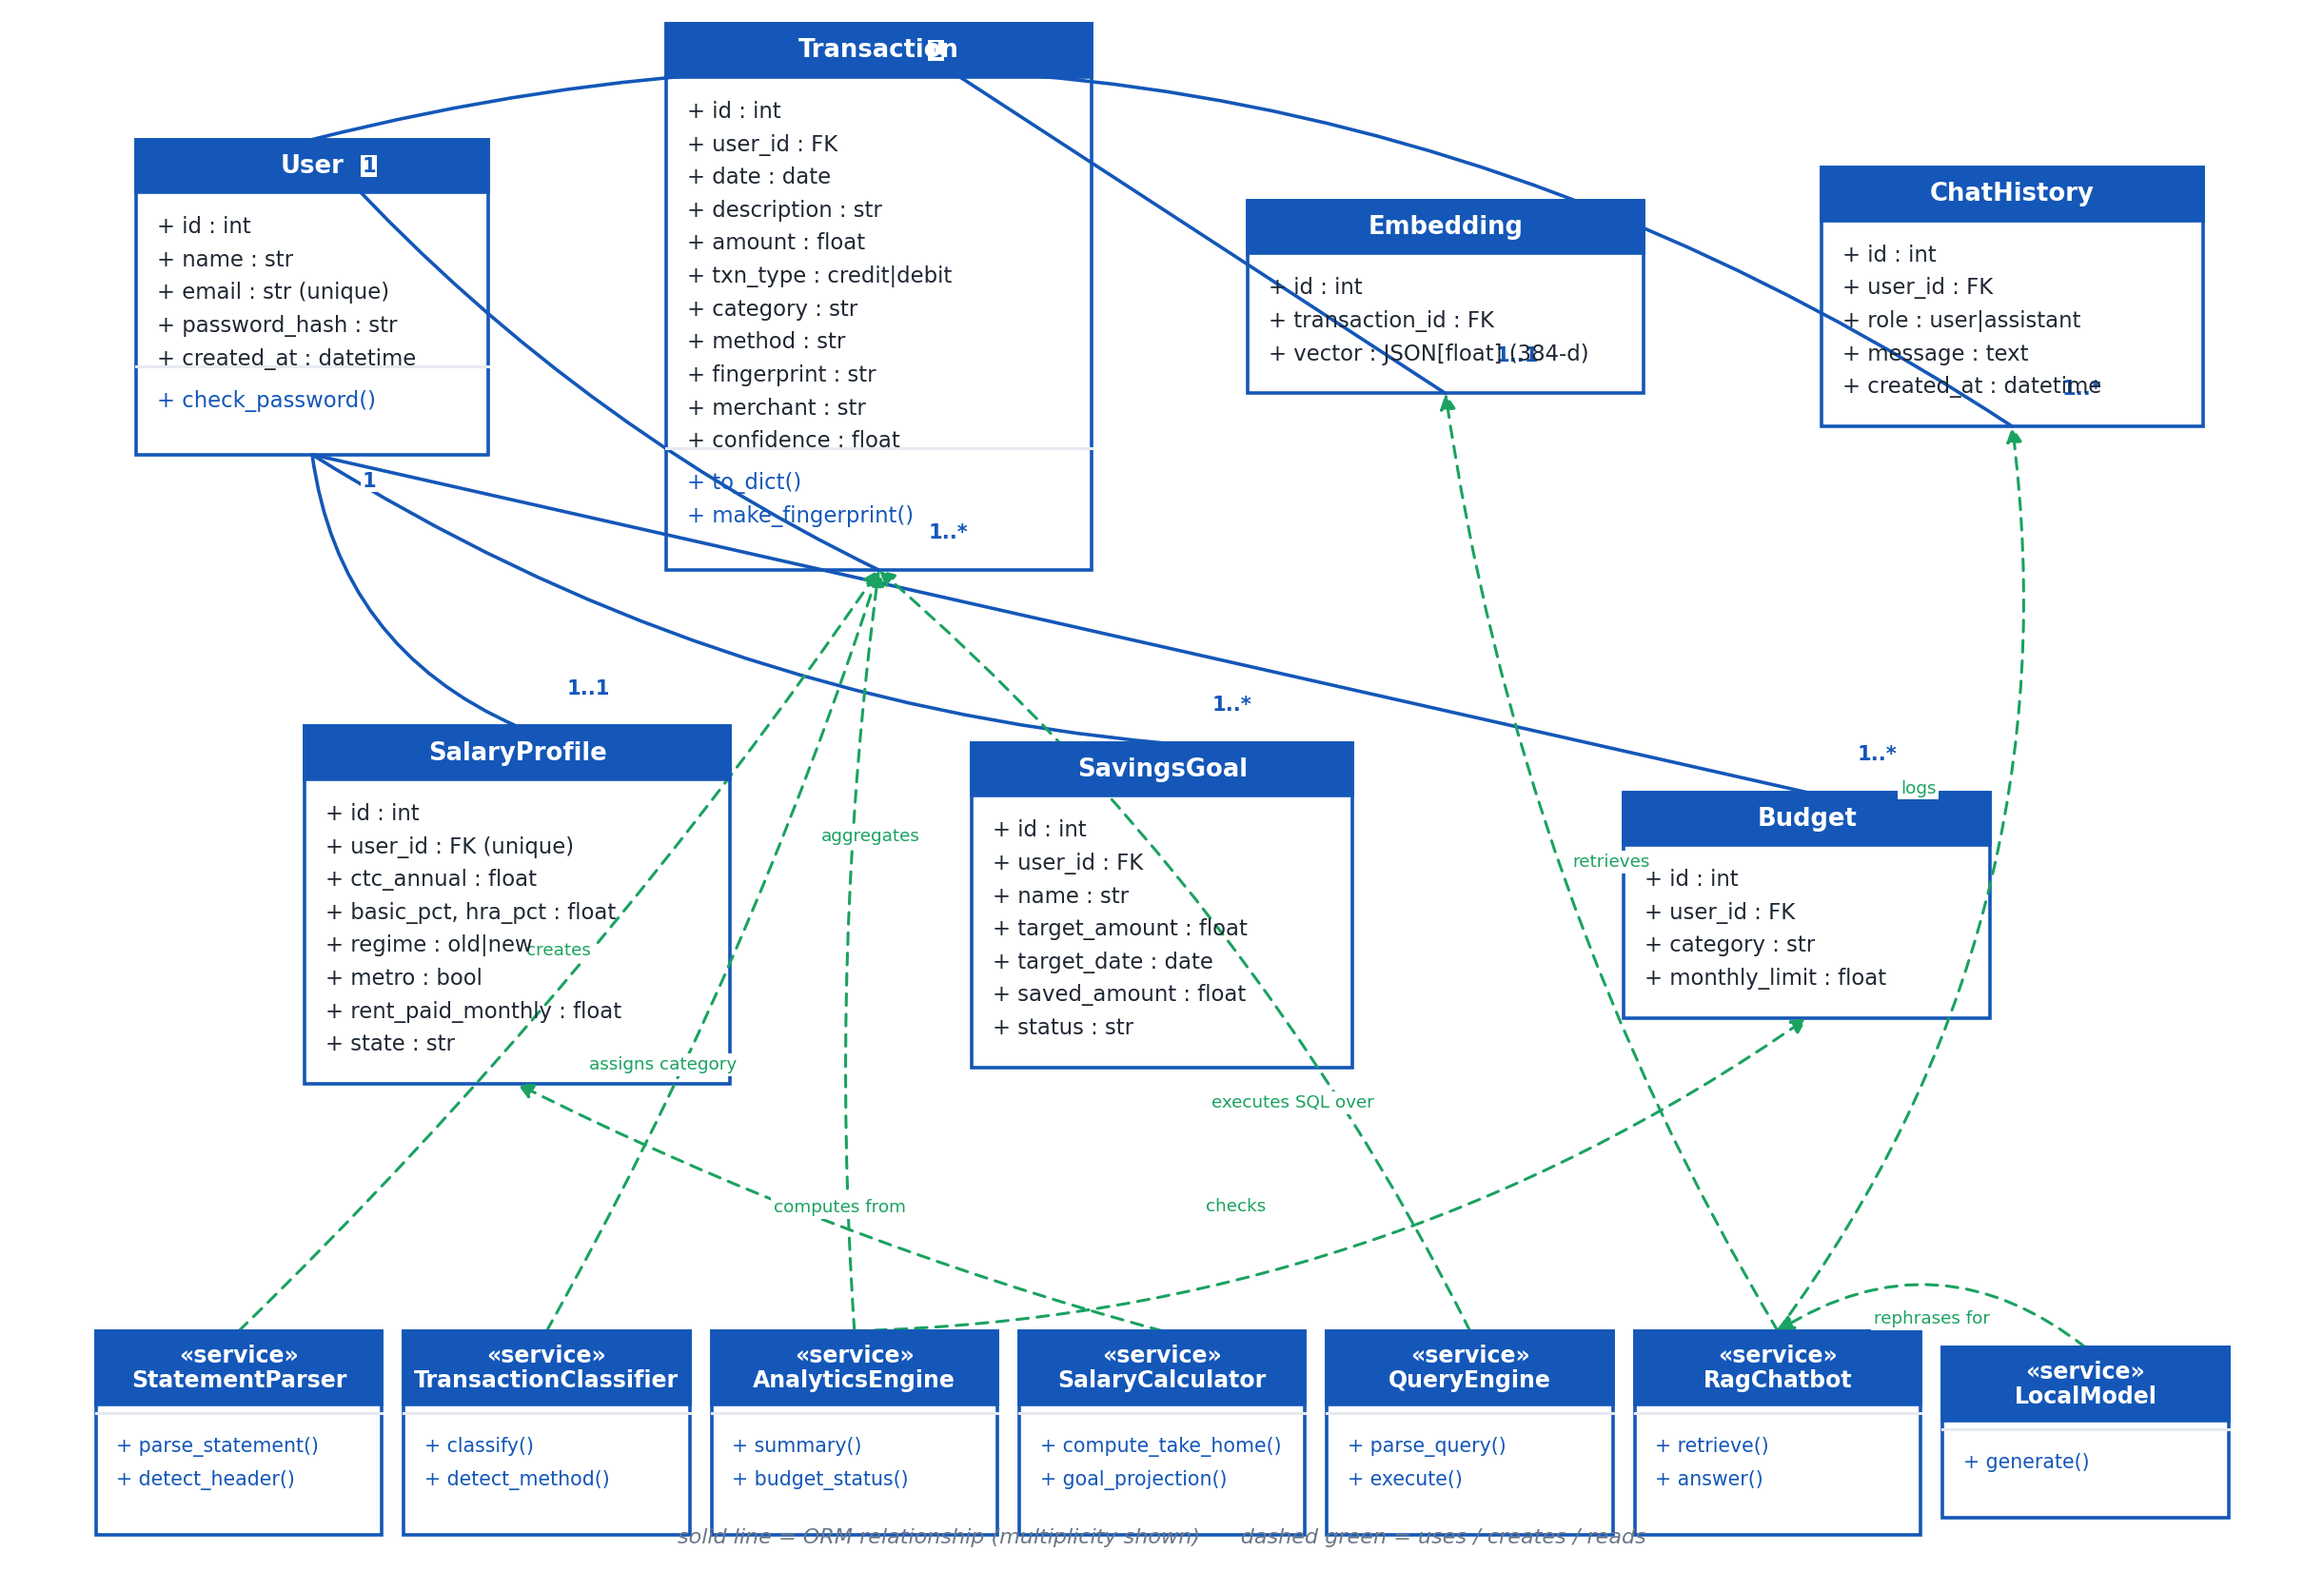 Transaction
+ id : int
+ user_id : FK
+ date : date
+ description : str
+ amount : float
+ txn_type : credit|debit
+ category : str
+ method : str
+ fingerprint : str
+ merchant : str
+ confidence : float
+ to_dict()
+ make_fingerprint()
1..*
User
1
+ id : int
+ name : str
+ email : str (unique)
+ password_hash : str
+ created_at : datetime
+ check_password()
1
Embedding
+ id : int
+ transaction_id : FK
+ vector : JSON[float] (384-d)
1..1
ChatHistory
+ id : int
+ user_id : FK
+ role : user|assistant
+ message : text
+ created_at : datetime
1..*
1..1
SalaryProfile
+ id : int
+ user_id : FK (unique)
+ ctc_annual : float
+ basic_pct, hra_pct : float
+ regime : old|new
+ metro : bool
+ rent_paid_monthly : float
+ state : str
1..*
SavingsGoal
+ id : int
+ user_id : FK
+ name : str
+ target_amount : float
+ target_date : date
+ saved_amount : float
+ status : str
1..*
Budget
+ id : int
+ user_id : FK
+ category : str
+ monthly_limit : float
logs
aggregates
retrieves
creates
assigns category
executes SQL over
computes from
checks
rephrases for
«service»
StatementParser
+ parse_statement()
+ detect_header()
«service»
TransactionClassifier
+ classify()
+ detect_method()
«service»
AnalyticsEngine
+ summary()
+ budget_status()
«service»
SalaryCalculator
+ compute_take_home()
+ goal_projection()
«service»
QueryEngine
+ parse_query()
+ execute()
«service»
RagChatbot
+ retrieve()
+ answer()
«service»
LocalModel
+ generate()
solid line = ORM relationship (multiplicity shown) dashed green = uses / creates / reads